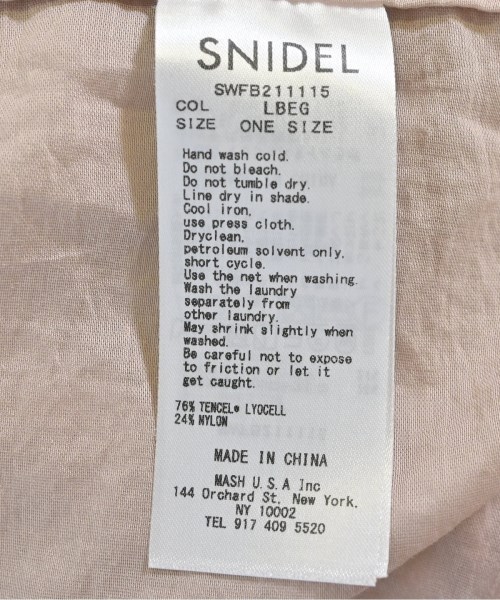 SNIDEL
SWFB211115
COL LBEG
SIZE ONE SIZE
Hand wash cold.
Do not bleach.
Do not tumble dry.
Line dry in shade.
Cool iron.
use press cloth.
Dryclean.
petroleum solvent only.
short cycle.
Use the net when washing.
Wash the laundry
separately from
other laundry.
May shrink slightly when
washed.
Be careful not to expose
to friction or let it
get caught.
76% TENCEL® LYOCELL
24% NYLON
MADE IN CHINA
MASH U.S.A Inc
144 Orchard St. New York.
NY 10002
TEL 917 409 5520